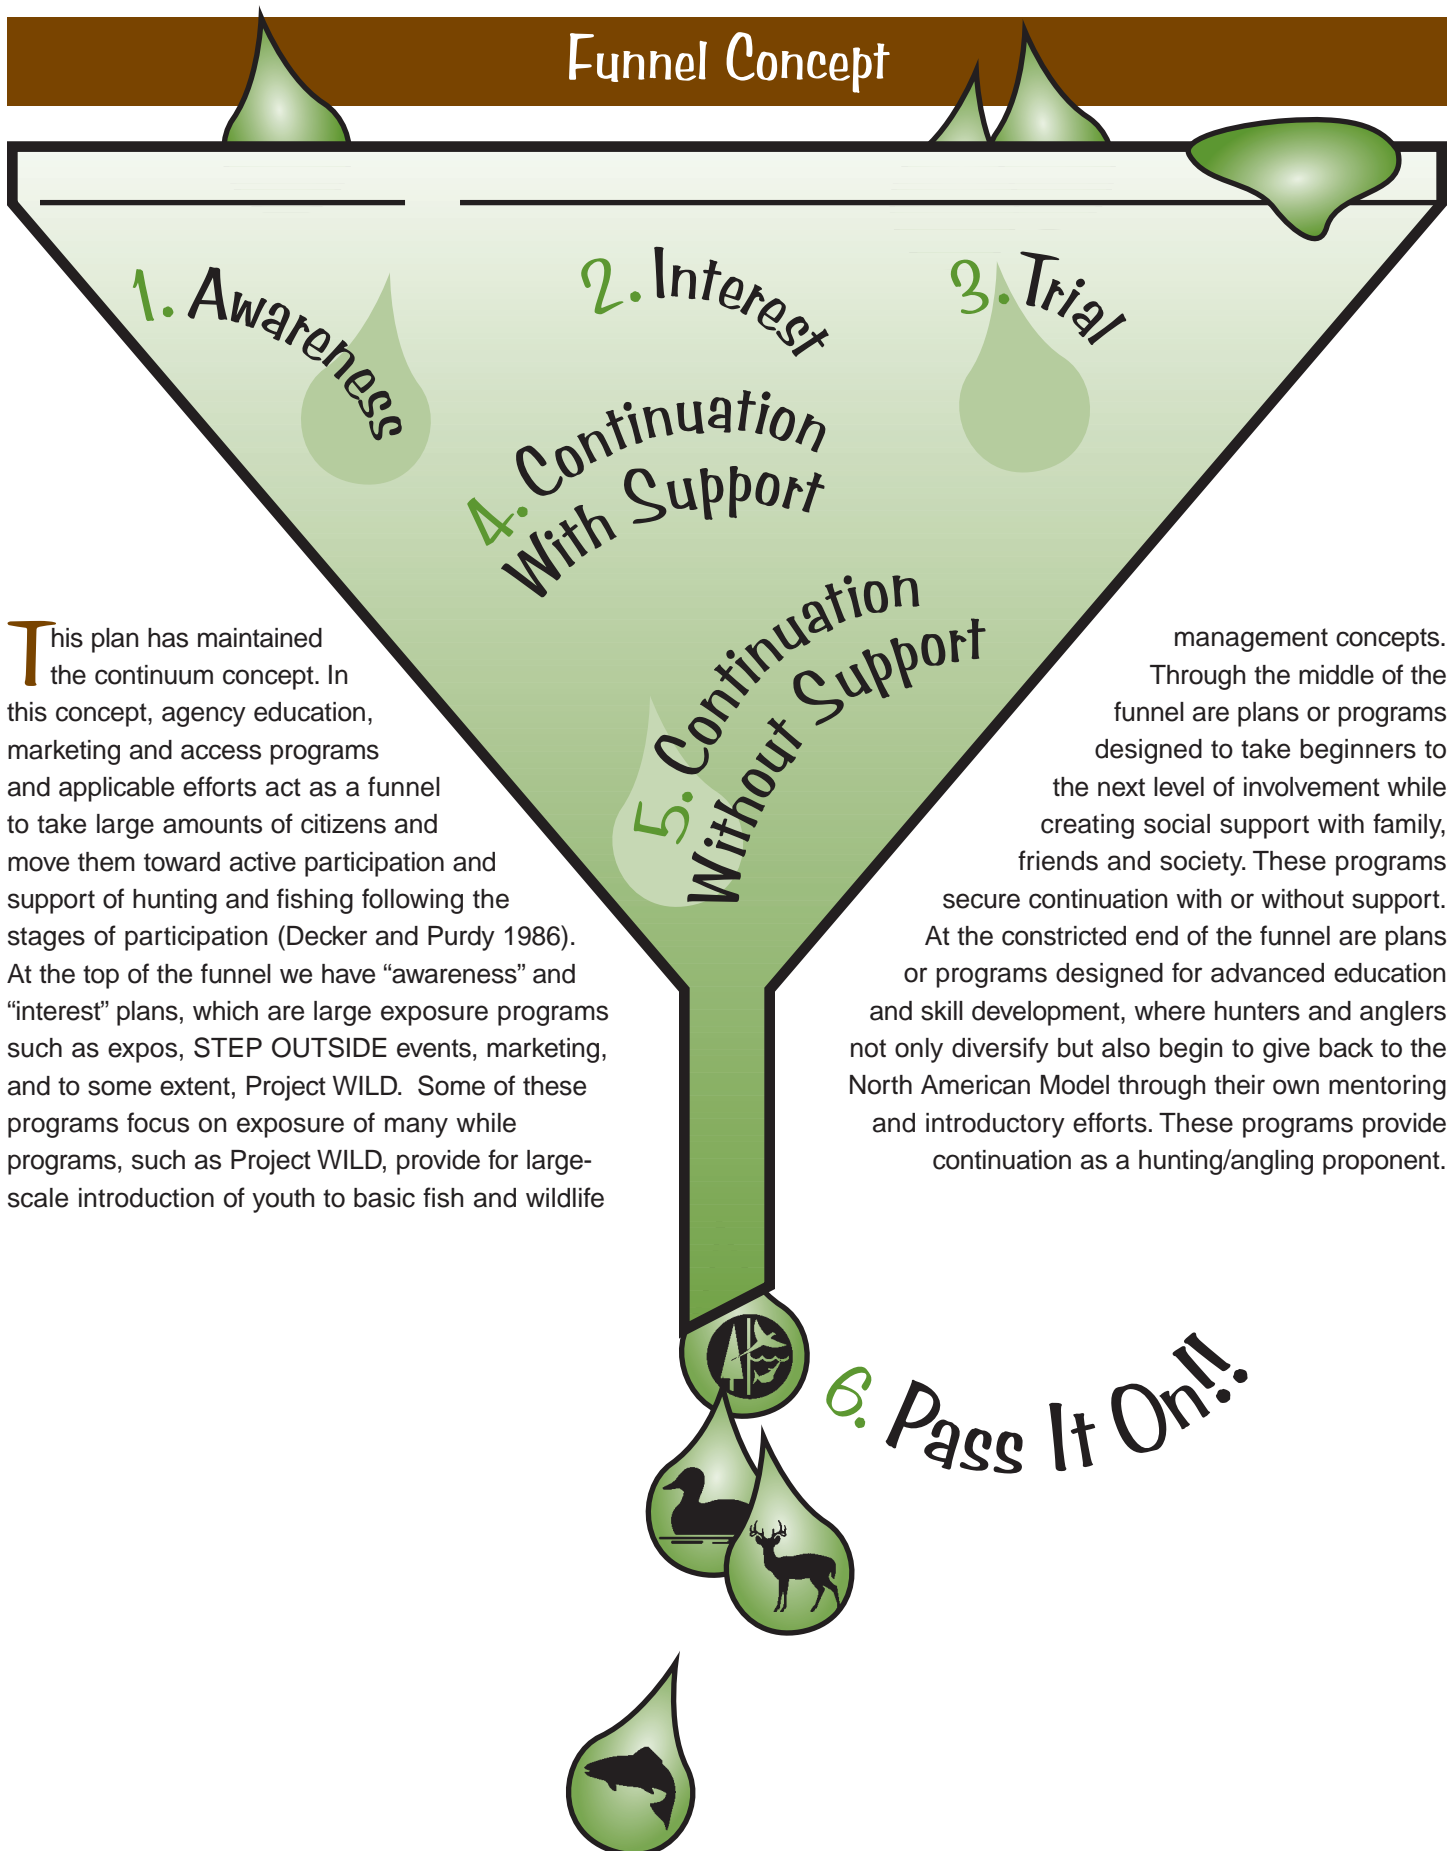 Funnel Concept
1. Awareness
2. Interest
3. Trial
4. Continuation
With Support
5. Continuation
Without Support
This plan has maintained
the continuum concept. In
this concept, agency education,
marketing and access programs
and applicable efforts act as a funnel
to take large amounts of citizens and
move them toward active participation and
support of hunting and fishing following the
stages of participation (Decker and Purdy 1986).
At the top of the funnel we have “awareness” and
“interest” plans, which are large exposure programs
such as expos, STEP OUTSIDE events, marketing,
and to some extent, Project WILD.  Some of these
programs focus on exposure of many while
programs, such as Project WILD, provide for large-
scale introduction of youth to basic fish and wildlife
management concepts.
Through the middle of the
funnel are plans or programs
designed to take beginners to
the next level of involvement while
creating social support with family,
friends and society. These programs
secure continuation with or without support.
At the constricted end of the funnel are plans
or programs designed for advanced education
and skill development, where hunters and anglers
not only diversify but also begin to give back to the
North American Model through their own mentoring
and introductory efforts. These programs provide
continuation as a hunting/angling proponent.
6. Pass It On!!